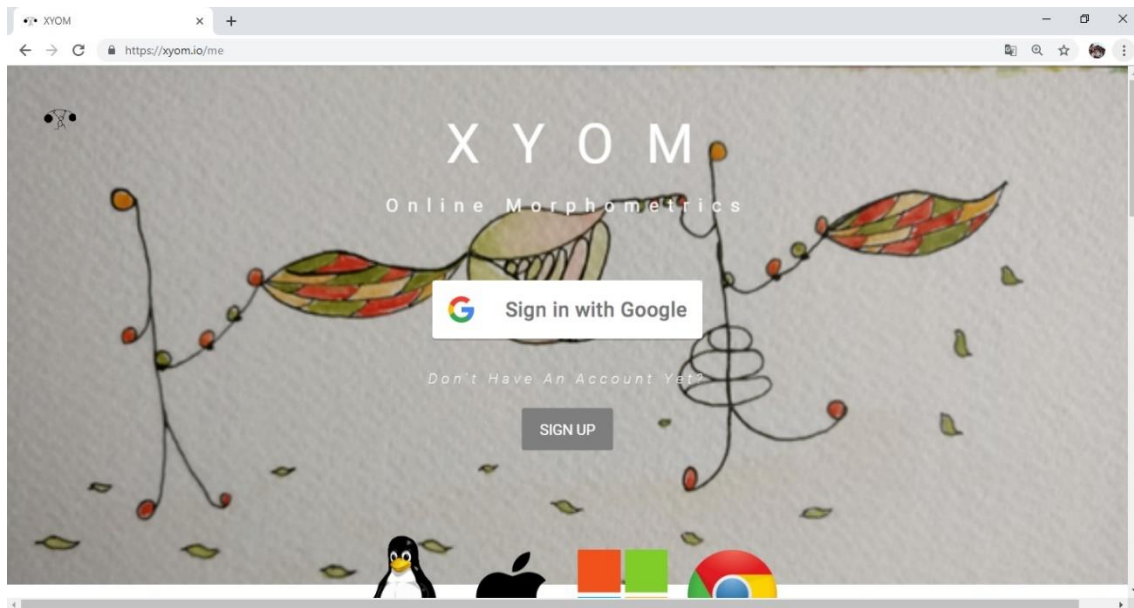 XYOM
https://xyom.io/me
XYOM
Online Morphometrics
Sign in with Google
Don't Have An Account Yet?
SIGN UP